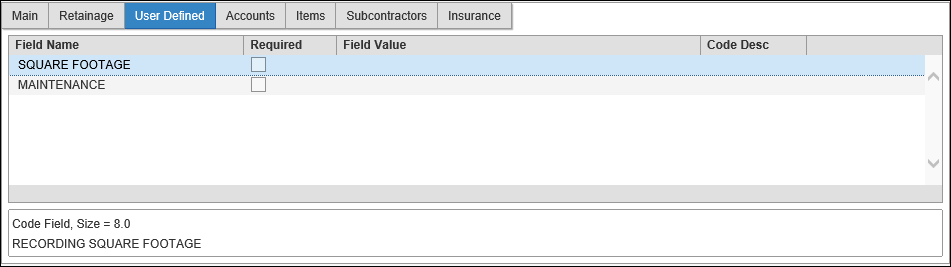 Main Retainage User Defined Accounts Items Subcontractors Insurance
Field Name Required Field Value Code Desc
SQUARE FOOTAGE
MAINTENANCE
Code Field, Size = 8.0
RECORDING SQUARE FOOTAGE